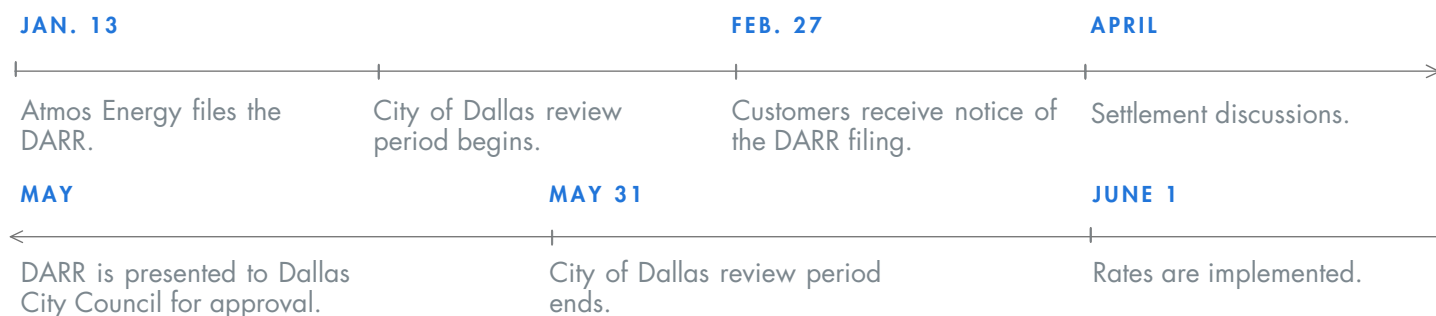 JAN. 13
FEB. 27
APRIL
Atmos Energy files the
DARR.
City of Dallas review
period begins.
Customers receive notice of
the DARR filing.
Settlement discussions.
MAY
MAY 31
JUNE 1
DARR is presented to Dallas
City Council for approval.
City of Dallas review period
ends.
Rates are implemented.